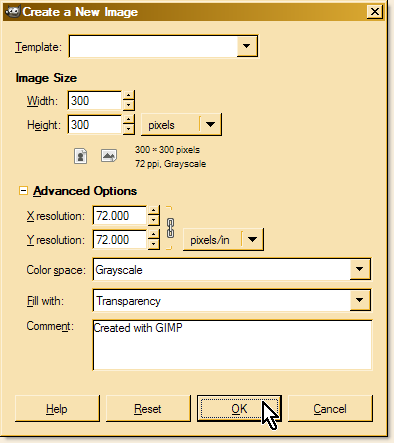 Create a New Image
Template:
Image Size
Width: 300
Height: 300 pixels
300 × 300 pixels
72 ppi, Grayscale
Advanced Options
X resolution: 72.000
Y resolution: 72.000 pixels/in
Color space: Grayscale
Fill with: Transparency
Comment: Created with GIMP
Help Reset OK Cancel